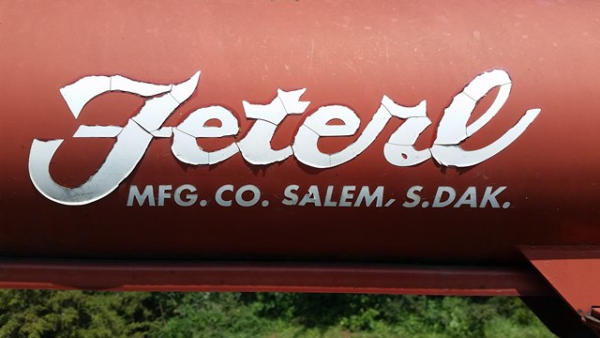 Feterl
MFG. CO. SALEM, S.DAK.